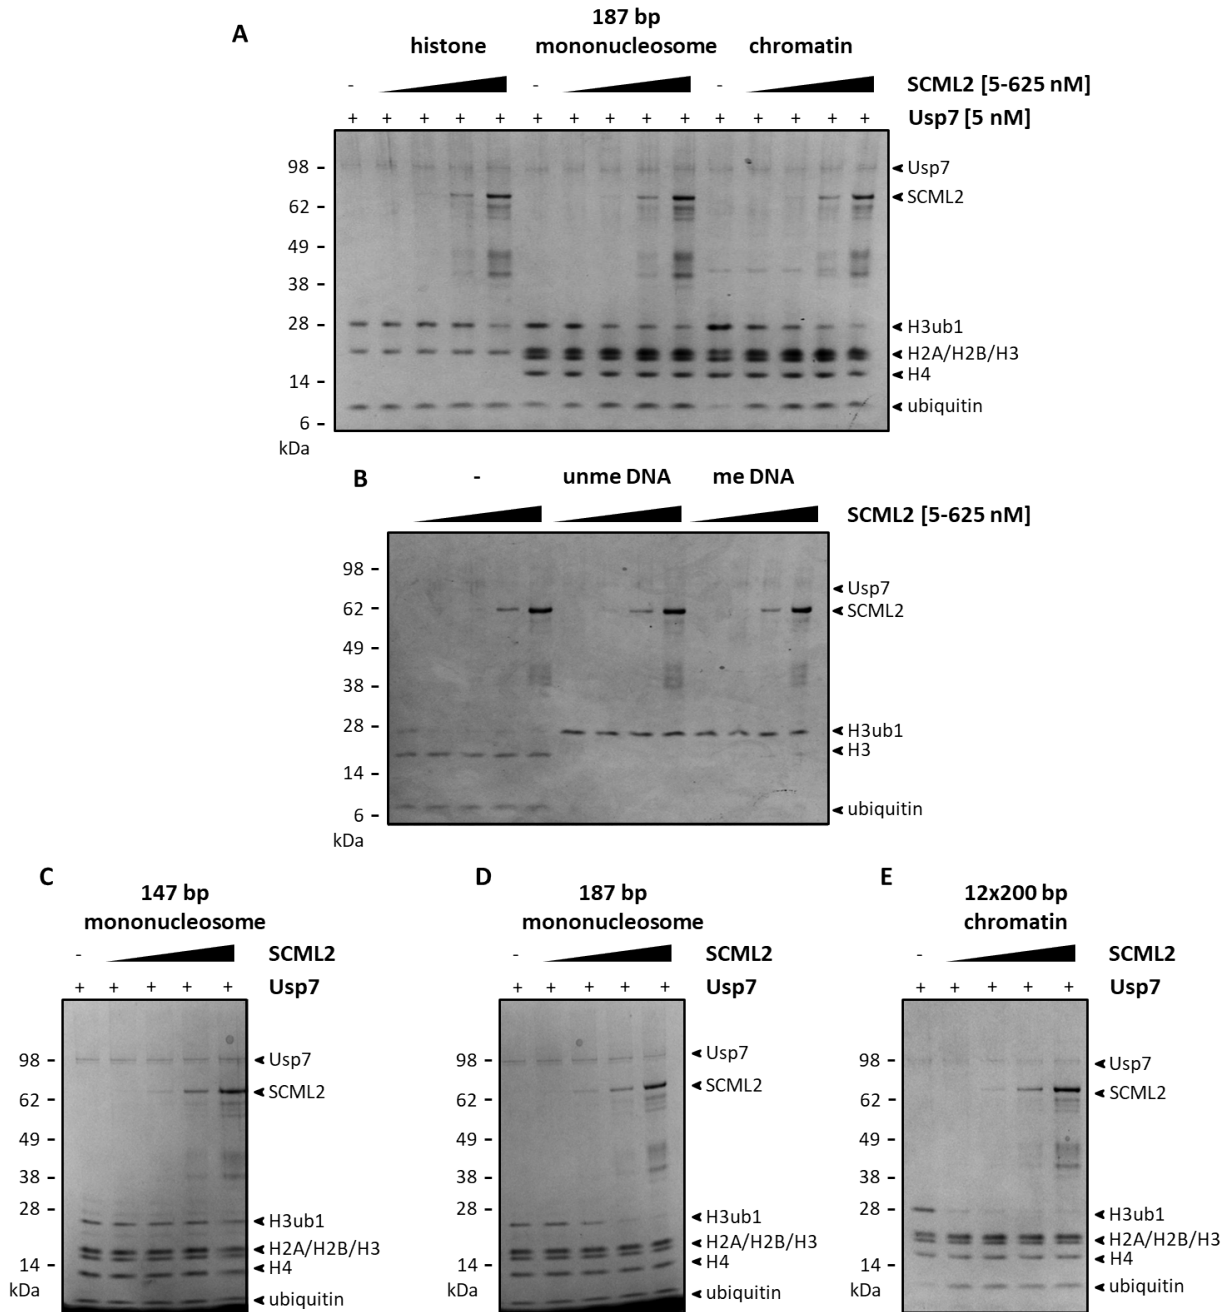 A
histone
187 bp
mononucleosome
chromatin
- - - SCML2 [5-625 nM]
+ + + + + + + + + + + + + + + Usp7 [5 nM]
98 – Usp7
62 – SCML2
49 –
38 –
28 – H3ub1
H2A/H2B/H3
14 – H4
6 – ubiquitin
kDa
B
- unme DNA me DNA
SCML2 [5-625 nM]
98 –
Usp7
62 – SCML2
49 –
38 –
28 – H3ub1
H3
14 –
6 – ubiquitin
kDa
C
147 bp
mononucleosome
- SCML2
+ + + + + Usp7
98 – Usp7
62 – SCML2
49 –
38 –
28 – H3ub1
H2A/H2B/H3
14 – H4
kDa ubiquitin
D
187 bp
mononucleosome
- SCML2
+ + + + + Usp7
98 – Usp7
62 – SCML2
49 –
38 –
28 – H3ub1
H2A/H2B/H3
14 – H4
kDa ubiquitin
E
12x200 bp
chromatin
- SCML2
+ + + + + Usp7
98 – Usp7
62 – SCML2
49 –
38 –
28 – H3ub1
H2A/H2B/H3
14 – H4
kDa ubiquitin